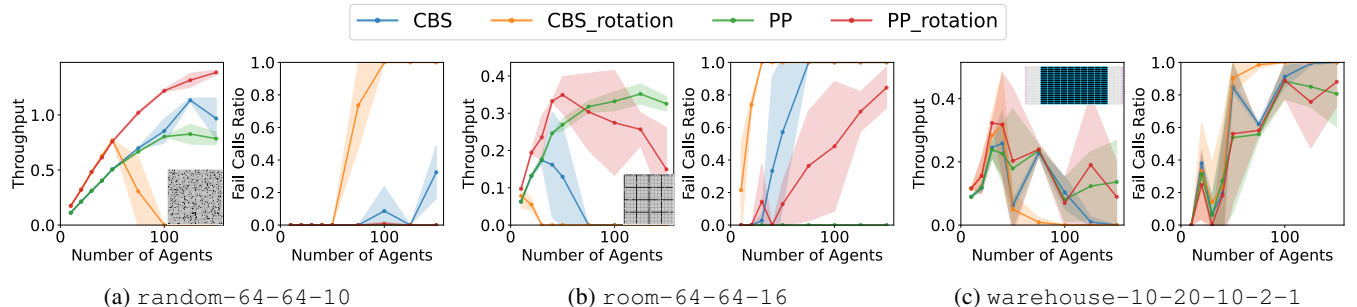 CBS CBS_rotation PP PP_rotation
Throughput
1.0
0.5
0.0
0 100
Number of Agents
Fail Calls Ratio
1.0
0.8
0.6
0.4
0.2
0.0
0 100
Number of Agents
(a) random-64-64-10
Throughput
0.4
0.3
0.2
0.1
0.0
0 100
Number of Agents
Fail Calls Ratio
1.0
0.8
0.6
0.4
0.2
0.0
0 100
Number of Agents
(b) room-64-64-16
Throughput
0.4
0.2
0.0
0 100
Number of Agents
Fail Calls Ratio
1.0
0.8
0.6
0.4
0.2
0.0
0 100
Number of Agents
(c) warehouse-10-20-10-2-1